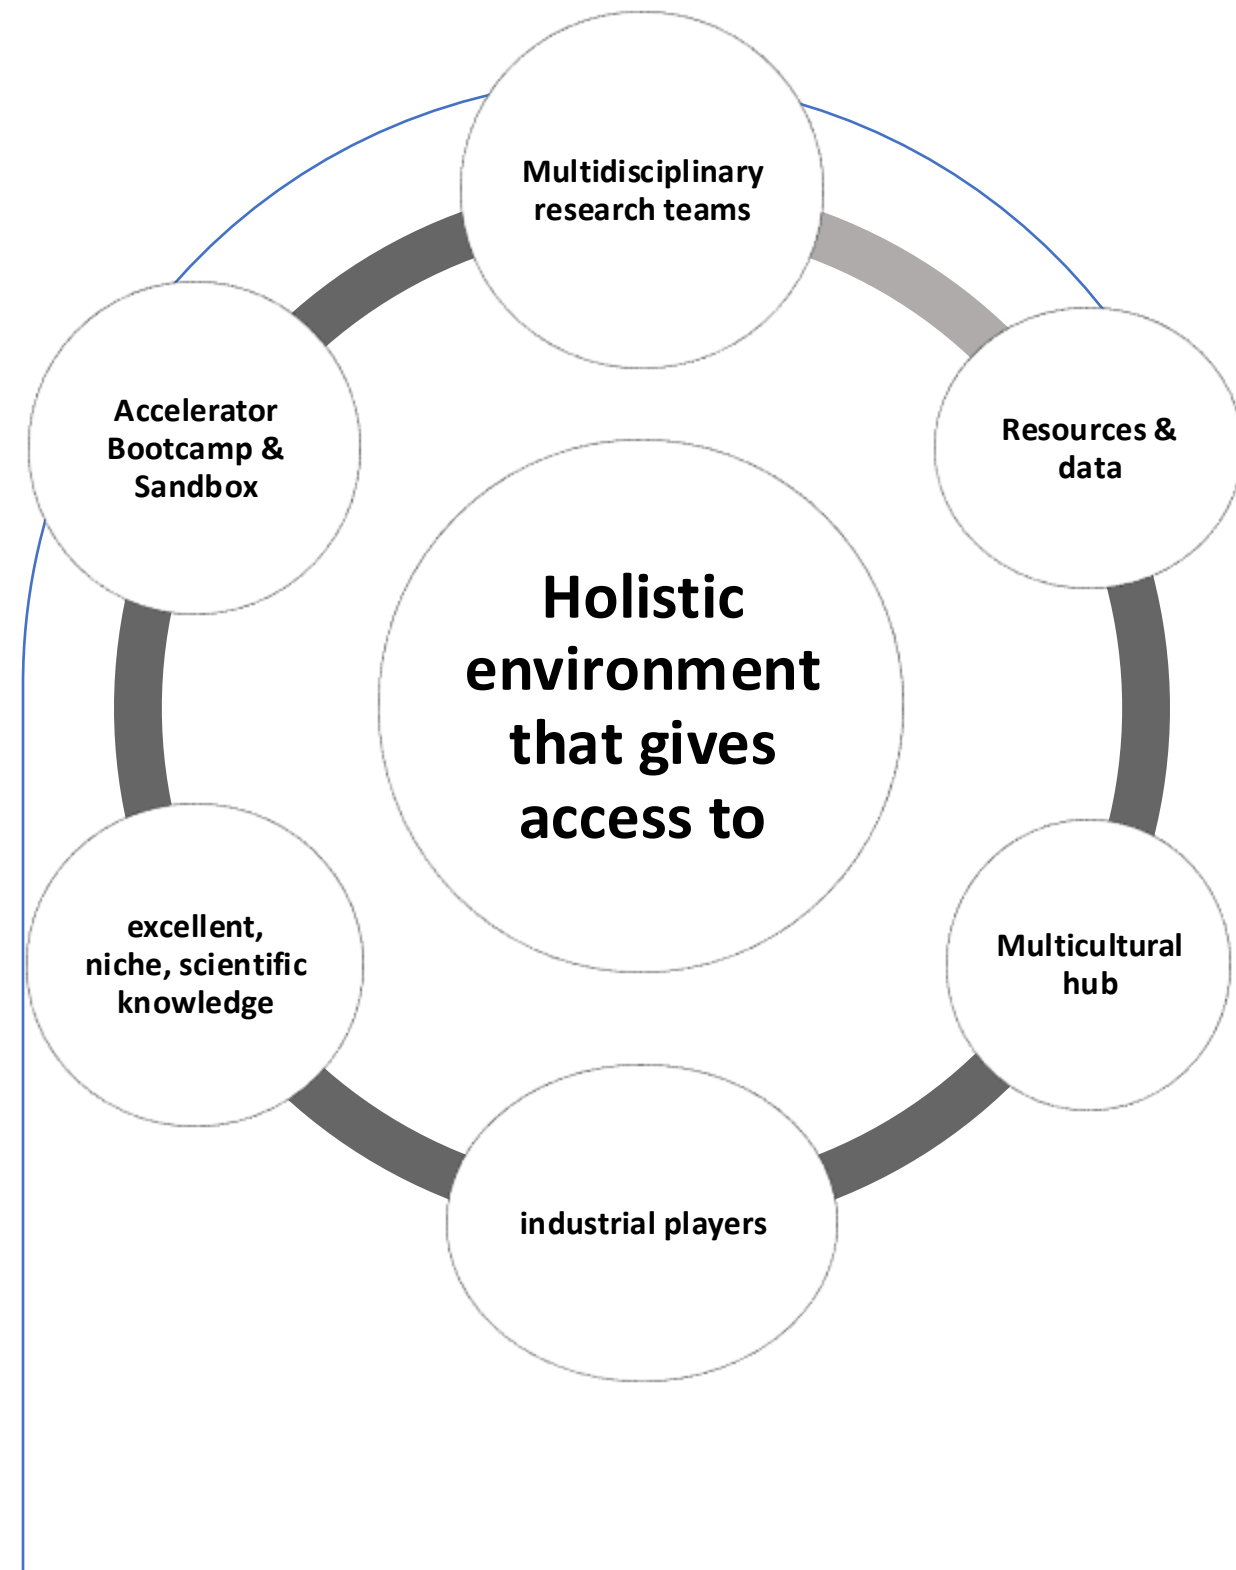 Multidisciplinary
research teams
Accelerator
Bootcamp &
Sandbox
Resources &
data
Holistic
environment
that gives
access to
excellent,
niche, scientific
knowledge
Multicultural
hub
industrial players